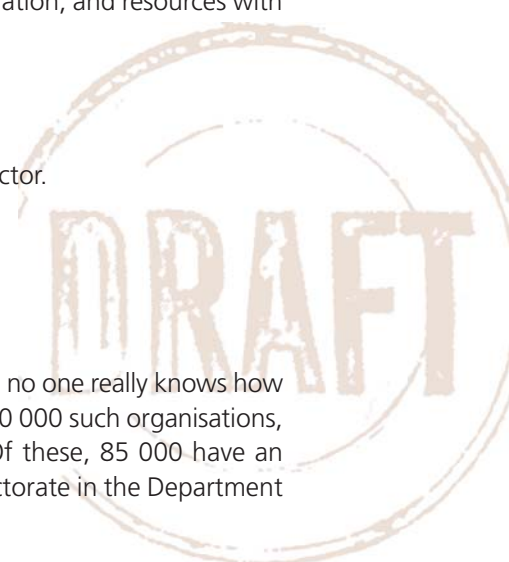 ation, and resources with
ctor.
DRAFT
no one really knows how
0 000 such organisations,
Of these, 85 000 have an
ctorate in the Department